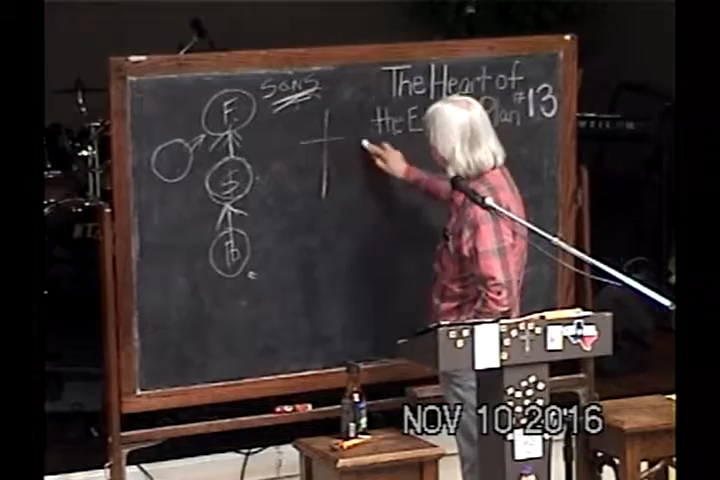 SONS
The Heart of
the E Plan #13
F
S
B
NOV 10 2016